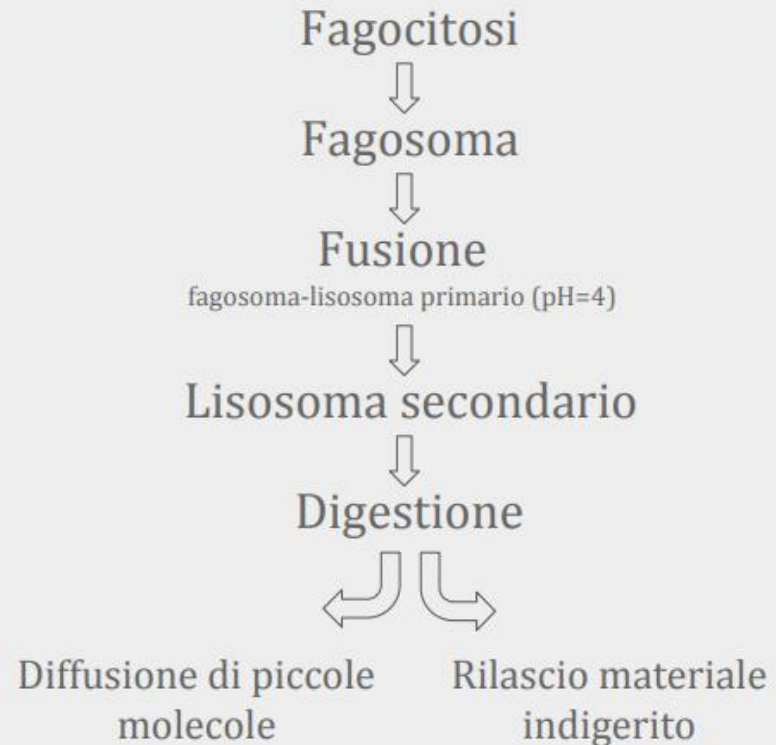 Fagocitosi
Fagosoma
Fusione
fagosoma-lisosoma primario (pH=4)
Lisosoma secondario
Digestione
Diffusione di piccole
molecole
Rilascio materiale
indigerito